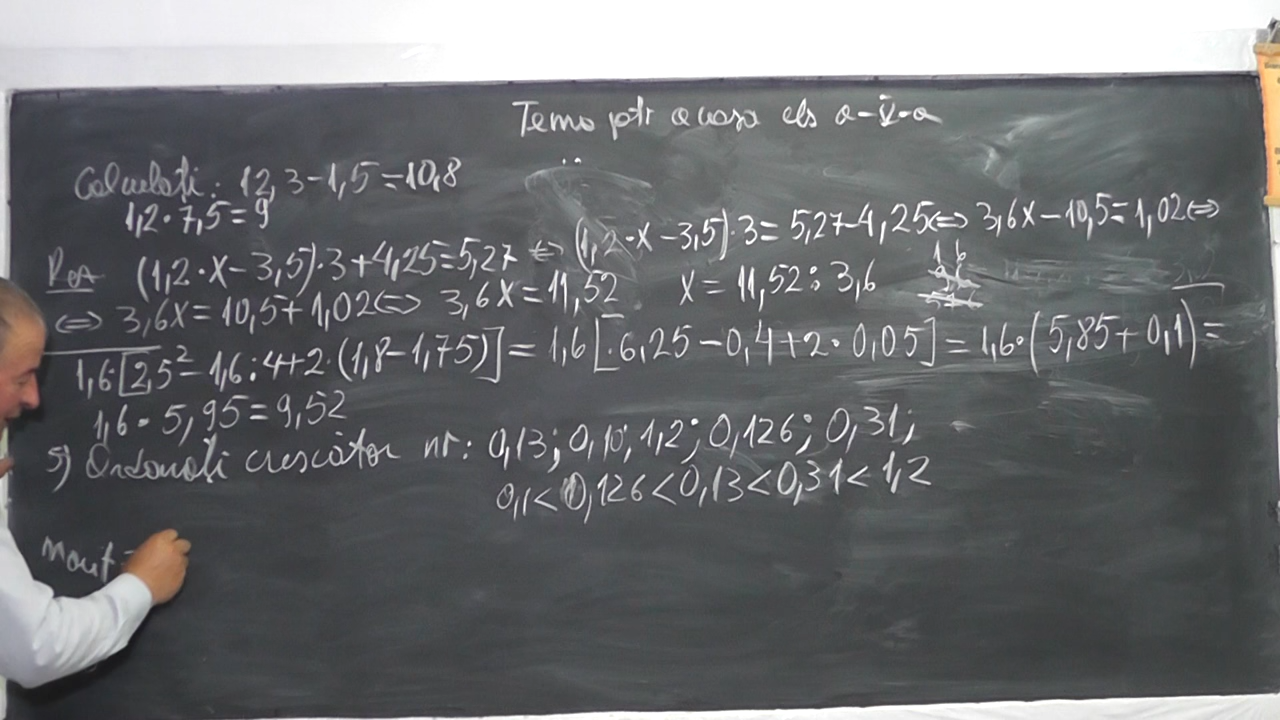 Tema ptr acasa cls a-V-a
Calculati: 12,3-1,5=10,8
1,2·7,5=9
Rez (1,2·x-3,5)·3+4,25=5,27 ⇔ (1,2·x-3,5)·3=5,27-4,25⇔3,6x-10,5=1,02⇔
⇔ 3,6x=10,5+1,02⇔ 3,6x=11,52 x=11,52:3,6
1,6·[2,5²-1,6:4+2·(1,8-1,75)]=1,6[·6,25-0,4+2·0,05]=1,6·(5,85+0,1)=
1,6·5,95=9,52
5) Ordonați crescător nr: 0,13; 0,10; 1,2; 0,126; 0,31;
0,1<0,126<0,13<0,31<1,2